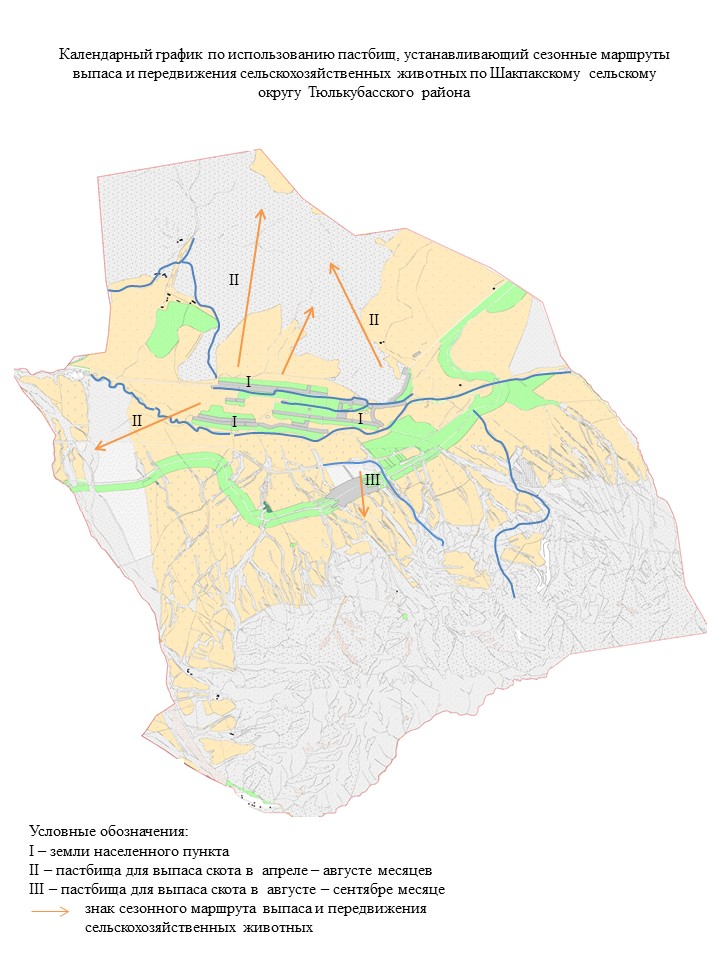 Календарный график по использованию пастбищ, устанавливающий сезонные маршруты
выпаса и передвижения сельскохозяйственных животных по Шакпакскому сельскому
округу Тюлькубасского района
II
II
I
II
I
I
III
Условные обозначения:
I – земли населенного пункта
II – пастбища для выпаса скота в апреле – августе месяцев
III – пастбища для выпаса скота в августе – сентябре месяце
знак сезонного маршрута выпаса и передвижения
сельскохозяйственных животных